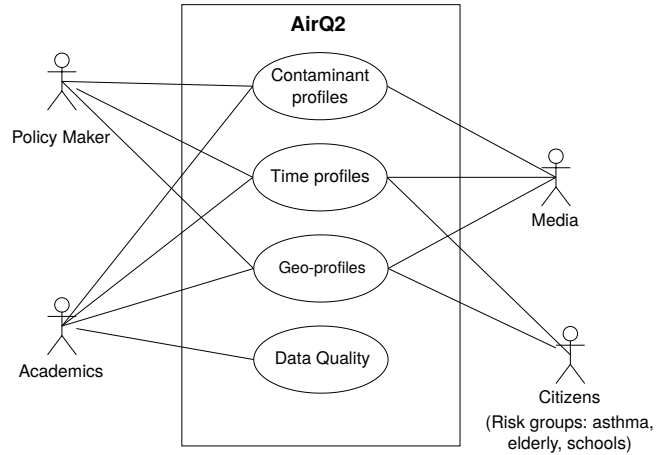 AirQ2
Contaminant
profiles
Policy Maker
Time profiles
Media
Geo-profiles
Data Quality
Academics
Citizens
(Risk groups: asthma,
elderly, schools)